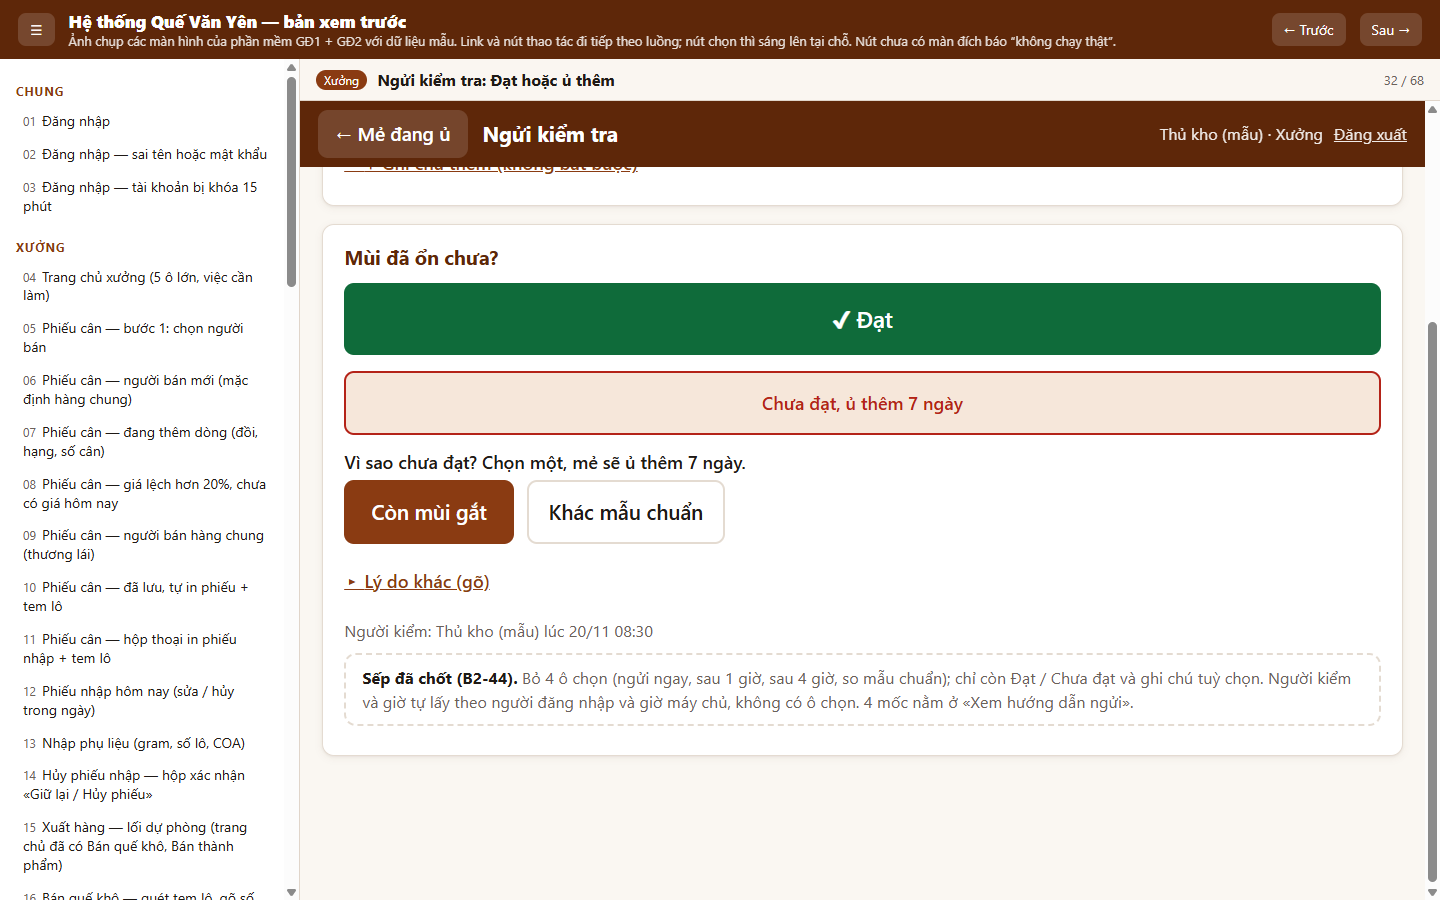 ☰
Hệ thống Quế Văn Yên — bản xem trước
Ảnh chụp các màn hình của phần mềm GĐ1 + GĐ2 với dữ liệu mẫu. Link và nút thao tác đi tiếp theo luồng; nút chọn thì sáng lên tại chỗ. Nút chưa có màn đích báo “không chạy thật”.
← Trước
Sau →
CHUNG
01 Đăng nhập
02 Đăng nhập — sai tên hoặc mật khẩu
03 Đăng nhập — tài khoản bị khóa 15
phút
XƯỞNG
04 Trang chủ xưởng (5 ô lớn, việc cần
làm)
05 Phiếu cân — bước 1: chọn người
bán
06 Phiếu cân — người bán mới (mặc
định hàng chung)
07 Phiếu cân — đang thêm dòng (đồi,
hạng, số cân)
08 Phiếu cân — giá lệch hơn 20%, chưa
có giá hôm nay
09 Phiếu cân — người bán hàng chung
(thương lái)
10 Phiếu cân — đã lưu, tự in phiếu +
tem lô
11 Phiếu cân — hộp thoại in phiếu
nhập + tem lô
12 Phiếu nhập hôm nay (sửa / hủy
trong ngày)
13 Nhập phụ liệu (gram, số lô, COA)
14 Hủy phiếu nhập — hộp xác nhận
«Giữ lại / Hủy phiếu»
15 Xuất hàng — lối dự phòng (trang
chủ đã có Bán quế khô, Bán thành
phẩm)
16 Bán quế khô — quét tem lô, gõ số
Xưởng
Ngửi kiểm tra: Đạt hoặc ủ thêm
32 / 68
← Mẻ đang ủ
Ngửi kiểm tra
Thủ kho (mẫu) · Xưởng
Đăng xuất
Ghi chú thêm (không bắt buộc)
Mùi đã ổn chưa?
✓ Đạt
Chưa đạt, ủ thêm 7 ngày
Vì sao chưa đạt? Chọn một, mẻ sẽ ủ thêm 7 ngày.
Còn mùi gắt
Khác mẫu chuẩn
▸ Lý do khác (gõ)
Người kiểm: Thủ kho (mẫu) lúc 20/11 08:30
Sếp đã chốt (B2-44). Bỏ 4 ô chọn (ngửi ngay, sau 1 giờ, sau 4 giờ, so mẫu chuẩn); chỉ còn Đạt / Chưa đạt và ghi chú tuỳ chọn. Người kiểm
và giờ tự lấy theo người đăng nhập và giờ máy chủ, không có ô chọn. 4 mốc nằm ở «Xem hướng dẫn ngửi».